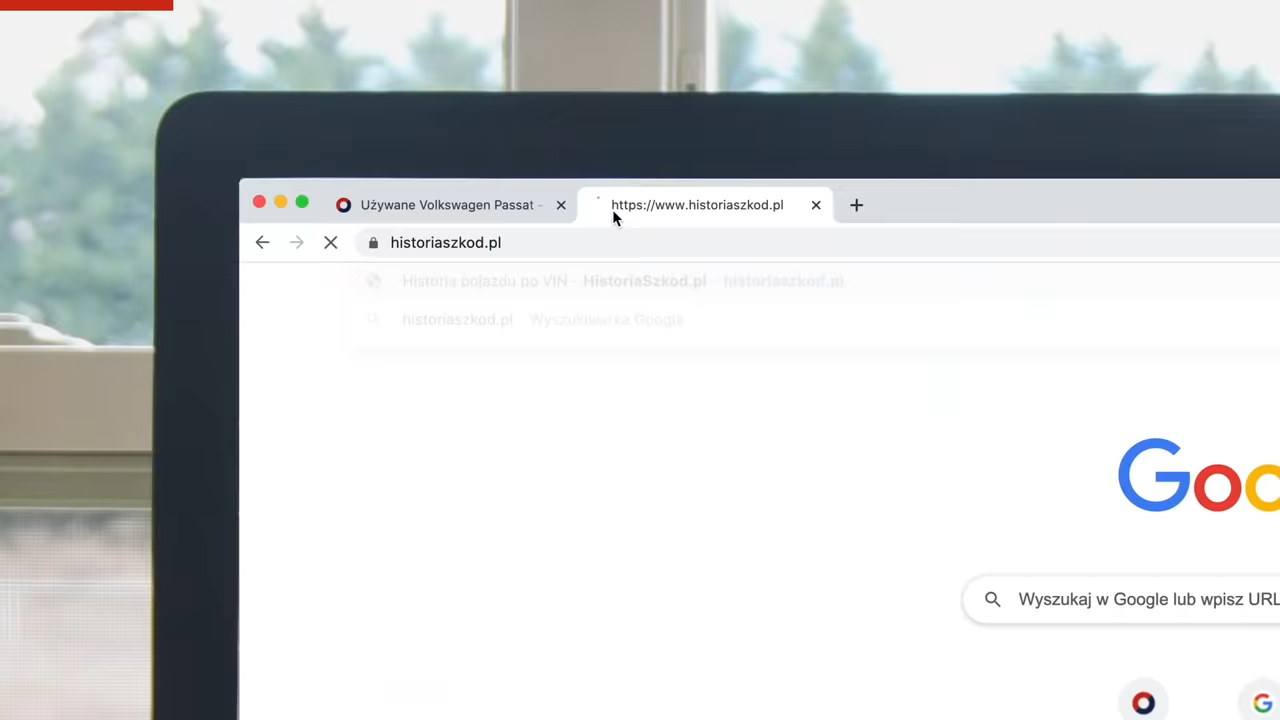 Używane Volkswagen Passat -
https://www.historiaszkod.pl
historiaszkod.pl
Historia pojazdu po VIN - HistoriaSzkod.pl - historiaszkod.pl
historiaszkod.pl Wyszukiwarka Google
Goo
Wyszukaj w Google lub wpisz URL
G